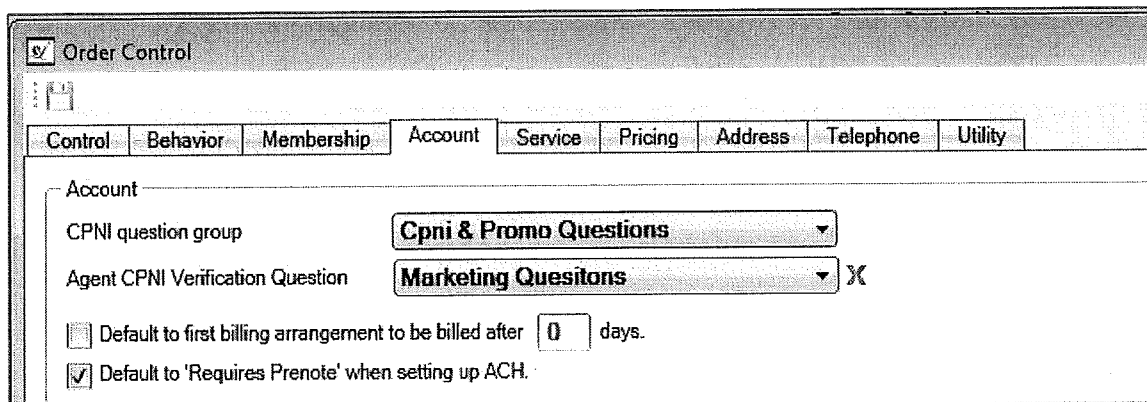 Order Control
Control Behavior Membership Account Service Pricing Address Telephone Utility
Account
CPNI question group Cpni & Promo Questions
Agent CPNI Verification Question Marketing Quesitons X
Default to first billing arrangement to be billed after 0 days.
Default to 'Requires Prenote' when setting up ACH.